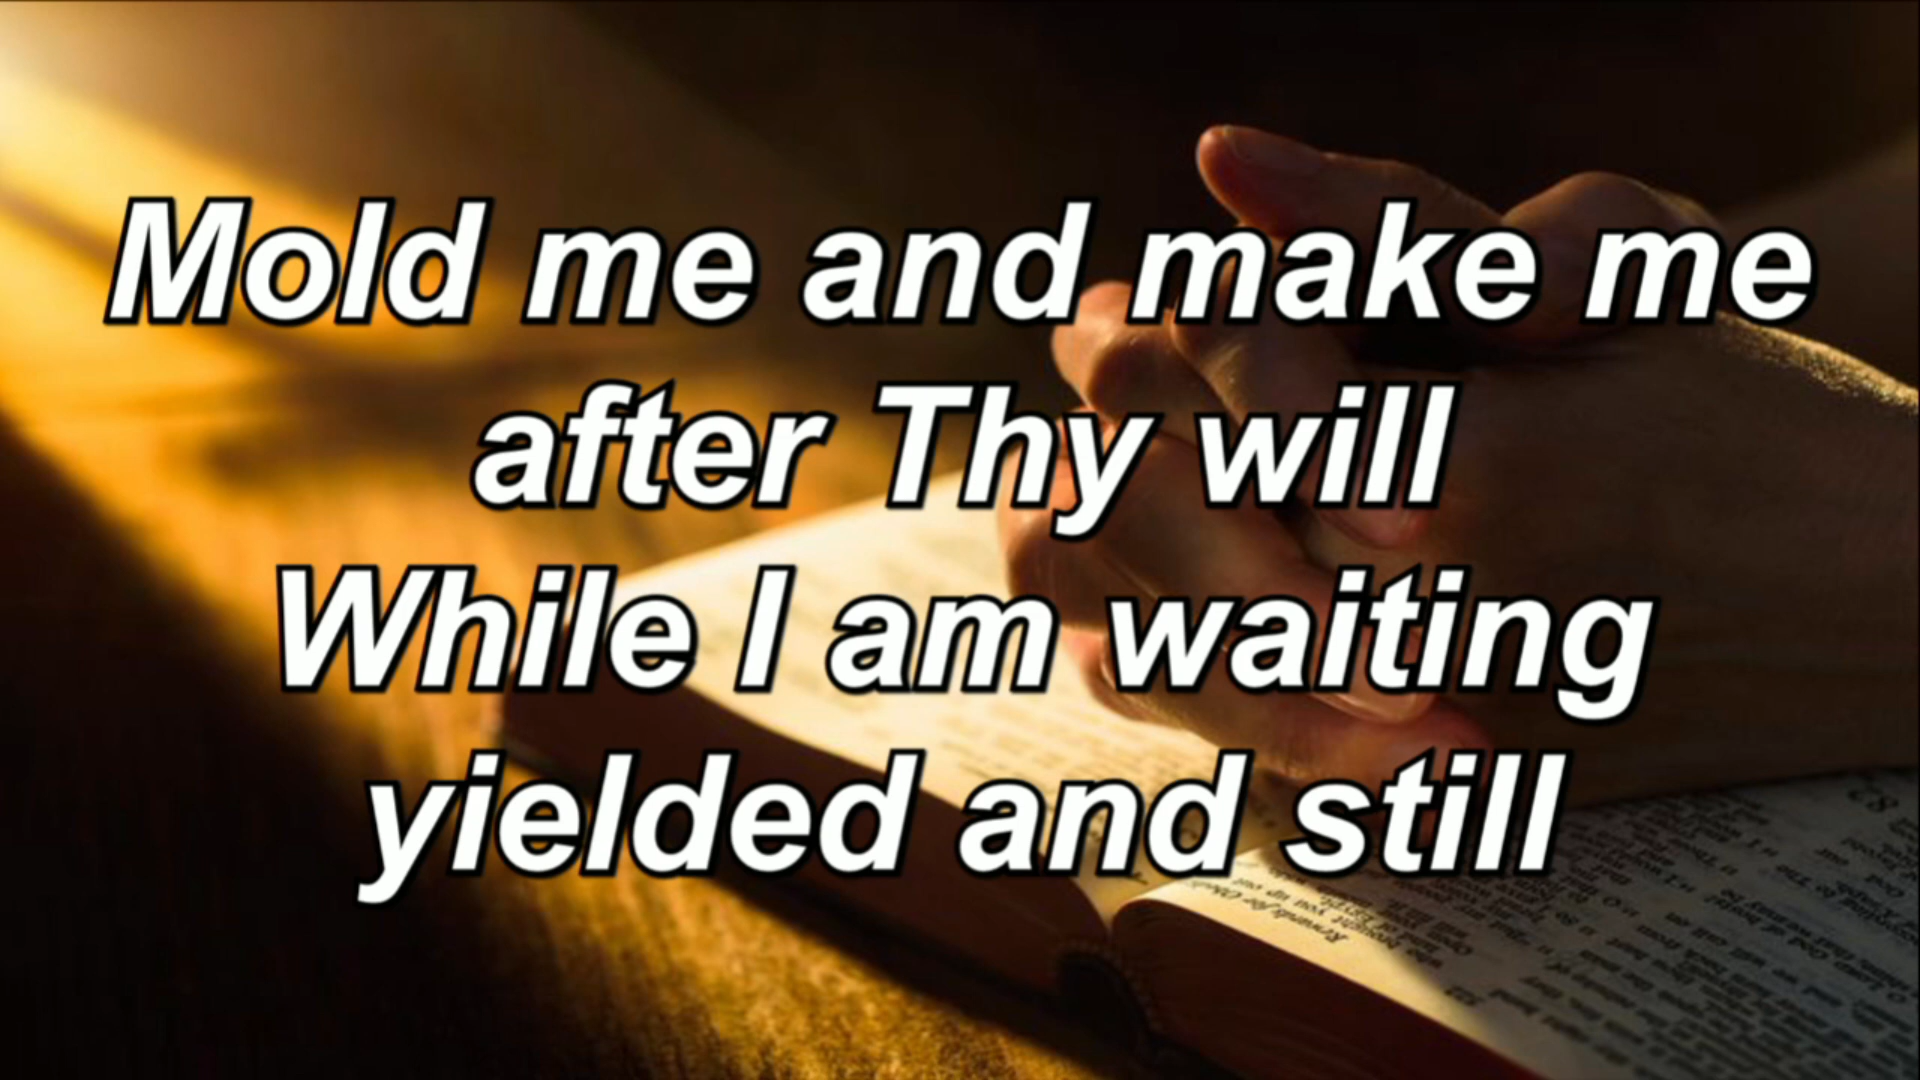 Mold me and make me
after Thy will
While I am waiting
yielded and still